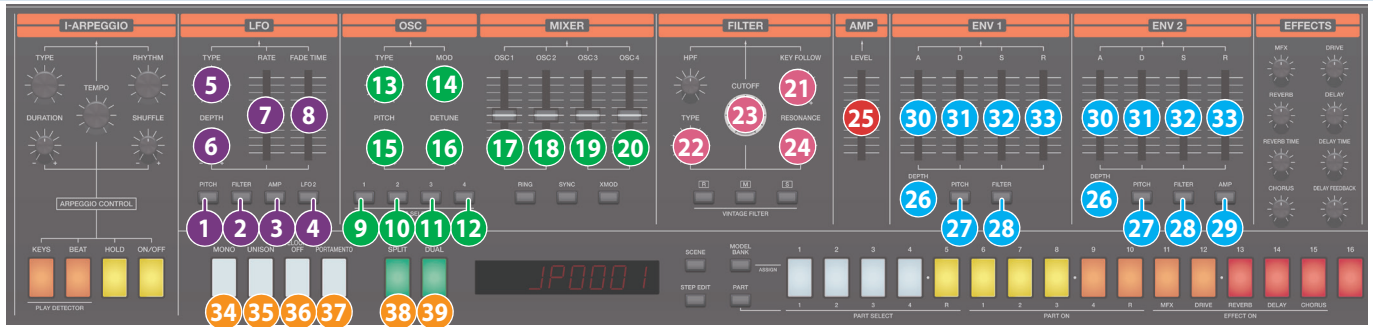 I-ARPEGGIO LFO OSC MIXER FILTER AMP ENV 1 ENV 2 EFFECTS
TYPE RHYTHM TYPE RATE FADE TIME TYPE MOD OSC 1 OSC 2 OSC 3 OSC 4 HPF KEY FOLLOW LEVEL A D S R A D S R MFX DRIVE
5 7 8 13 14 21
TEMPO CUTOFF
23 25 30 31 32 33 30 31 32 33
REVERB DELAY
DURATION SHUFFLE DEPTH PITCH DETUNE TYPE RESONANCE
6 15 16 17 18 19 20 22 24
REVERB TIME DELAY TIME
DEPTH DEPTH
PITCH FILTER AMP LFO 2 1 2 3 4 RING SYNC XMOD R M S PITCH FILTER PITCH FILTER AMP CHORUS DELAY FEEDBACK
26 26
ARPEGGIO CONTROL VINTAGE FILTER
1 2 3 4 9 10 11 12 27 28 27 28 29
KEYS BEAT HOLD ON/OFF MONO UNISON OFF PORTAMENTO SPLIT DUAL SCENE MODEL BANK 1 2 3 4 5 6 7 8 9 10 11 12 13 14 15 16
ASSIGN
JP0001
STEP EDIT PART
PLAY DETECTOR 1 2 3 4 R 1 2 3 4 R MFX DRIVE REVERB DELAY CHORUS
34 35 36 37 38 39 PART SELECT PART ON EFFECT ON